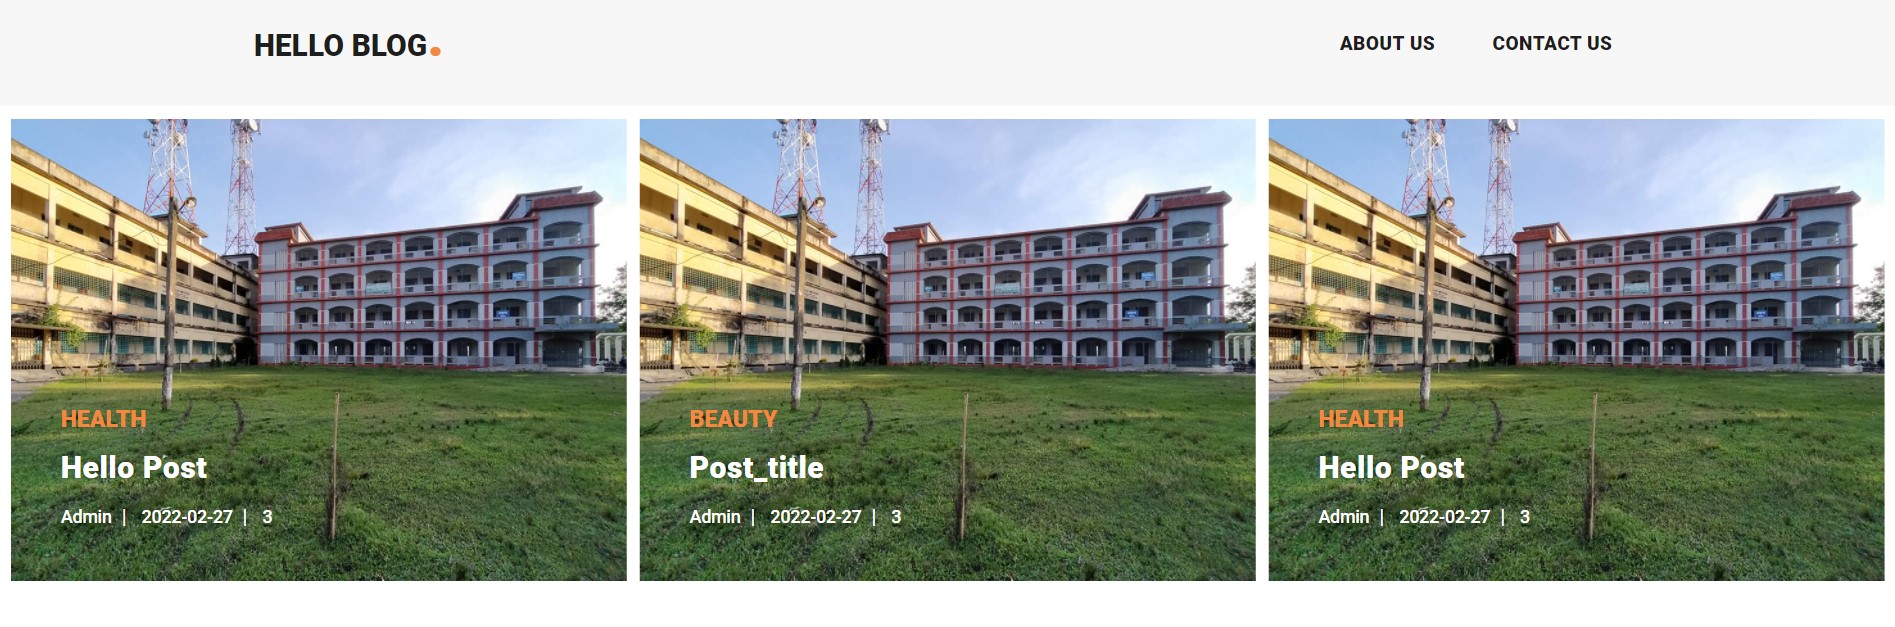 HELLO BLOG.
ABOUT US
CONTACT US
HEALTH
Hello Post
Admin | 2022-02-27 | 3
BEAUTY
Post_title
Admin | 2022-02-27 | 3
HEALTH
Hello Post
Admin | 2022-02-27 | 3